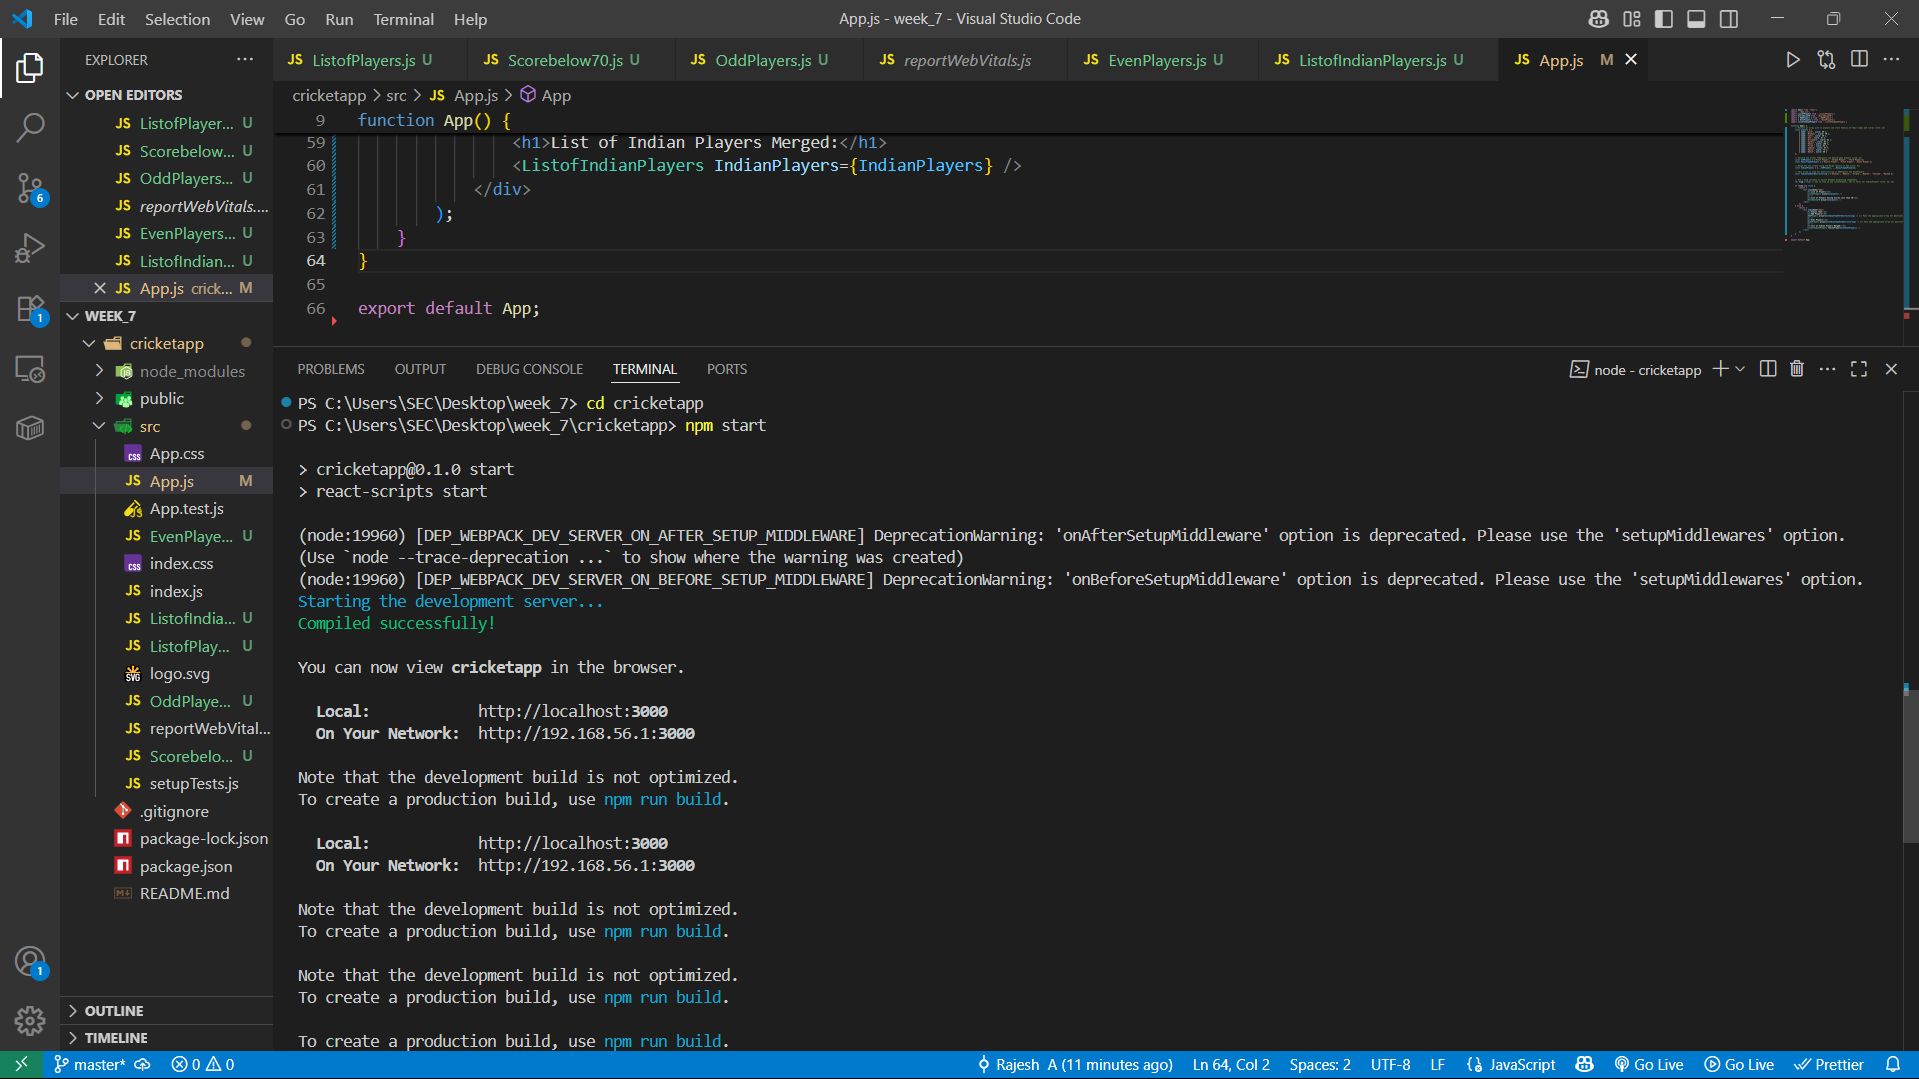 File Edit Selection View Go Run Terminal Help
App.js - week_7 - Visual Studio Code
EXPLORER
OPEN EDITORS
JS ListofPlayer... U
JS Scorebelow... U
JS OddPlayers... U
JS reportWebVitals....
JS EvenPlayers... U
JS ListofIndian... U
JS App.js crick... M
WEEK_7
cricketapp
node_modules
public
src
App.css
JS App.js M
App.test.js
JS EvenPlaye... U
index.css
JS index.js
JS ListofIndia... U
JS ListofPlay... U
logo.svg
JS OddPlaye... U
JS reportWebVital...
JS Scorebelo... U
JS setupTests.js
.gitignore
package-lock.json
package.json
README.md
OUTLINE
TIMELINE
6
1
1
JS ListofPlayers.js U
JS Scorebelow70.js U
JS OddPlayers.js U
JS reportWebVitals.js
JS EvenPlayers.js U
JS ListofIndianPlayers.js U
JS App.js M
cricketapp > src > JS App.js > App
9 function App() {
59 <h1>List of Indian Players Merged:</h1>
60 <ListofIndianPlayers IndianPlayers={IndianPlayers} />
61 </div>
62 );
63 }
64 }
65
66 export default App;
PROBLEMS OUTPUT DEBUG CONSOLE TERMINAL PORTS
node - cricketapp
PS C:\Users\SEC\Desktop\week_7> cd cricketapp
PS C:\Users\SEC\Desktop\week_7\cricketapp> npm start
> cricketapp@0.1.0 start
> react-scripts start
(node:19960) [DEP_WEBPACK_DEV_SERVER_ON_AFTER_SETUP_MIDDLEWARE] DeprecationWarning: 'onAfterSetupMiddleware' option is deprecated. Please use the 'setupMiddlewares' option.
(Use `node --trace-deprecation ...` to show where the warning was created)
(node:19960) [DEP_WEBPACK_DEV_SERVER_ON_BEFORE_SETUP_MIDDLEWARE] DeprecationWarning: 'onBeforeSetupMiddleware' option is deprecated. Please use the 'setupMiddlewares' option.
Starting the development server...
Compiled successfully!
You can now view cricketapp in the browser.
Local: http://localhost:3000
On Your Network: http://192.168.56.1:3000
Note that the development build is not optimized.
To create a production build, use npm run build.
Local: http://localhost:3000
On Your Network: http://192.168.56.1:3000
Note that the development build is not optimized.
To create a production build, use npm run build.
Note that the development build is not optimized.
To create a production build, use npm run build.
To create a production build, use npm run build.
master* 0 0
Rajesh A (11 minutes ago) Ln 64, Col 2 Spaces: 2 UTF-8 LF JavaScript Go Live Go Live Prettier